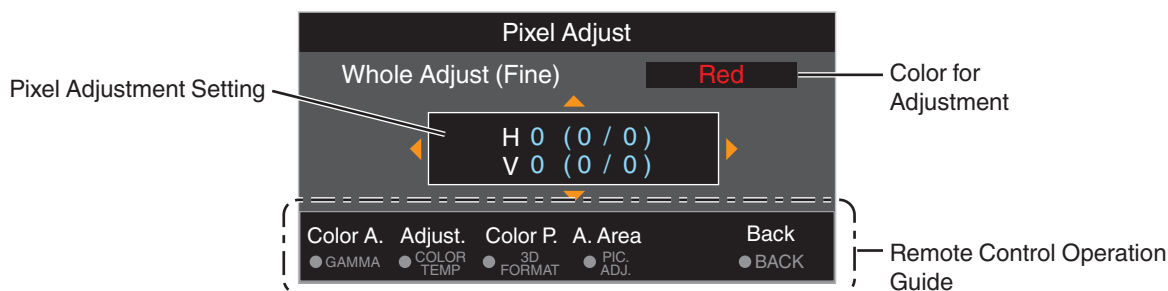 Pixel Adjust
Whole Adjust (Fine)
Red
Pixel Adjustment Setting
Color for
Adjustment
H 0 (0 / 0)
V 0 (0 / 0)
Color A. Adjust. Color P. A. Area Back
GAMMA COLOR TEMP 3D FORMAT PIC. ADJ. BACK
Remote Control Operation
Guide